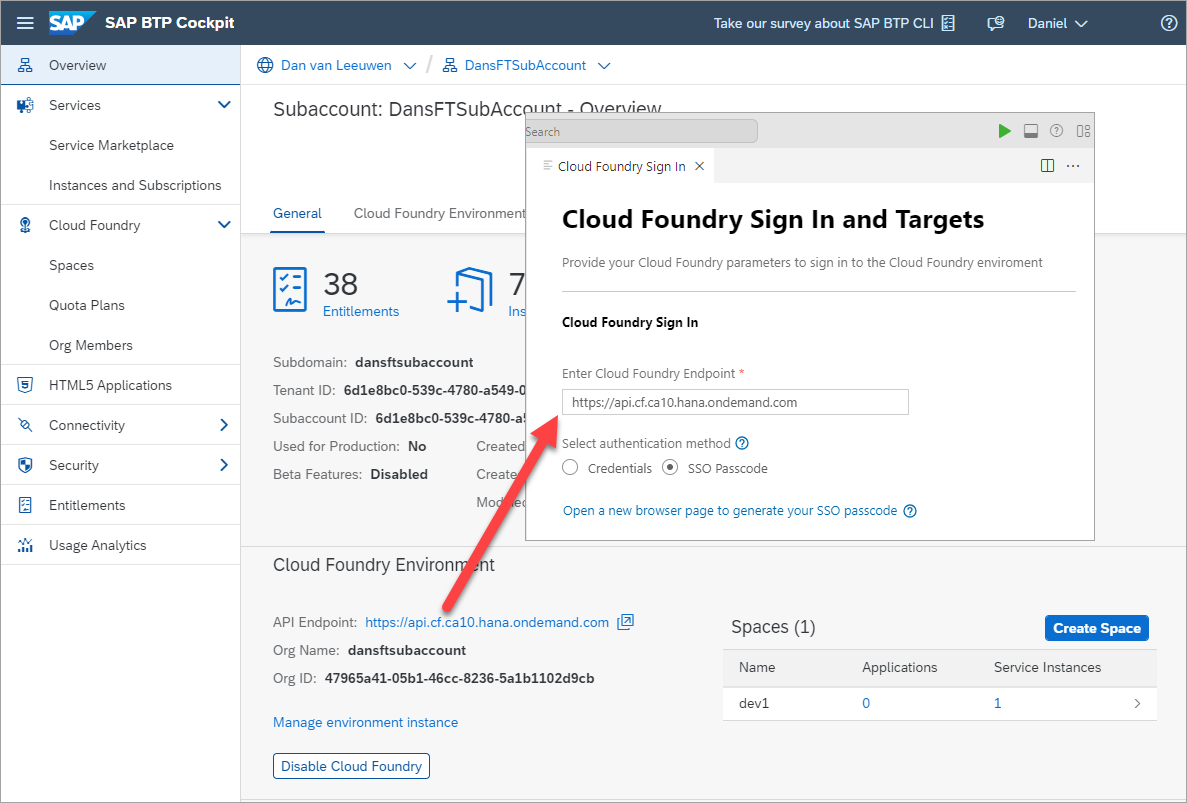 SAP SAP BTP Cockpit
Take our survey about SAP BTP CLI
Daniel
Overview
Services
Service Marketplace
Instances and Subscriptions
Cloud Foundry
Spaces
Quota Plans
Org Members
HTML5 Applications
Connectivity
Security
Entitlements
Usage Analytics
Dan van Leeuwen / DansFTSubAccount
Subaccount: DansFTSubAccount - Overview
General
Cloud Foundry Environment
38
Entitlements
7
Ins
Subdomain: dansftsubaccount
Tenant ID: 6d1e8bc0-539c-4780-a549-0
Subaccount ID: 6d1e8bc0-539c-4780-a5
Used for Production: No
Created
Beta Features: Disabled
Create
Search
Cloud Foundry Sign In
Cloud Foundry Sign In and Targets
Provide your Cloud Foundry parameters to sign in to the Cloud Foundry enviroment
Cloud Foundry Sign In
Enter Cloud Foundry Endpoint *
https://api.cf.ca10.hana.ondemand.com
Select authentication method
Credentials
SSO Passcode
Open a new browser page to generate your SSO passcode
Cloud Foundry Environment
API Endpoint: https://api.cf.ca10.hana.ondemand.com
Org Name: dansftsubaccount
Org ID: 47965a41-05b1-46cc-8236-5a1b1102d9cb
Manage environment instance
Disable Cloud Foundry
Spaces (1)
Create Space
Name Applications Service Instances
dev1 0 1